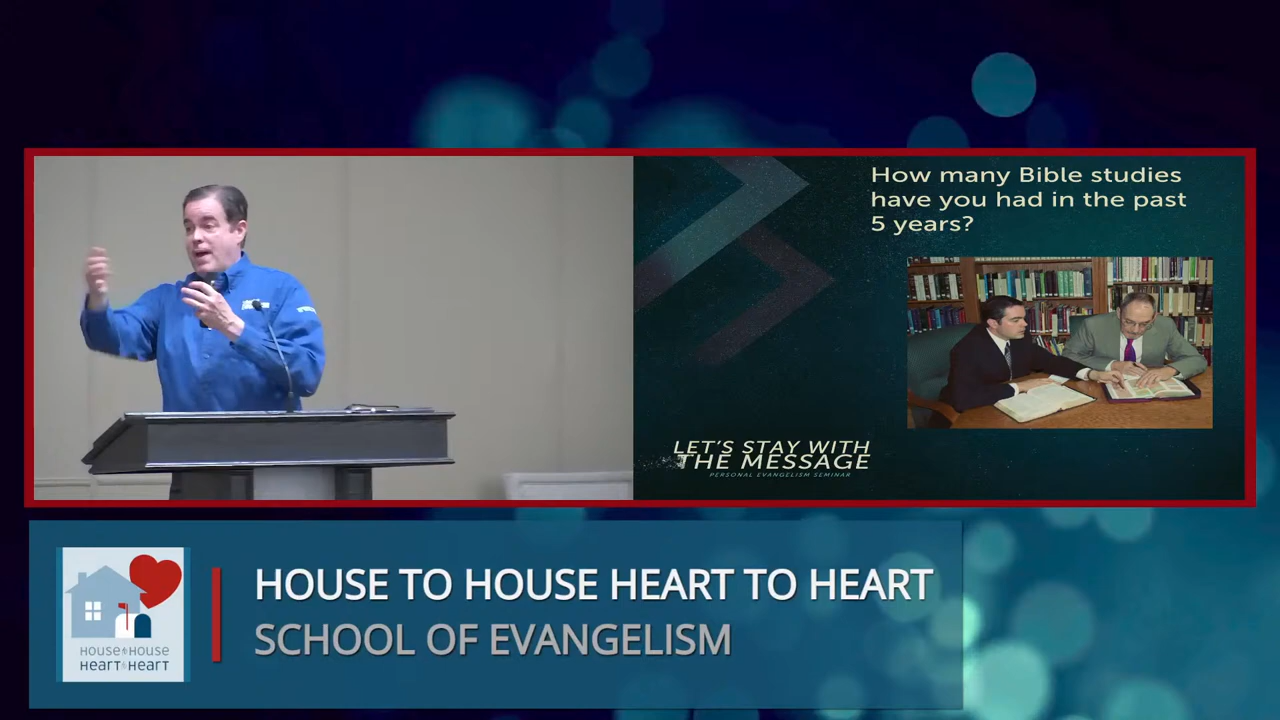 How many Bible studies
have you had in the past
5 years?
LET'S STAY WITH
THE MESSAGE
PERSONAL EVANGELISM SEMINAR
HOUSE TO HOUSE HEART TO HEART
SCHOOL OF EVANGELISM
HOUSE TO HOUSE
HEART TO HEART